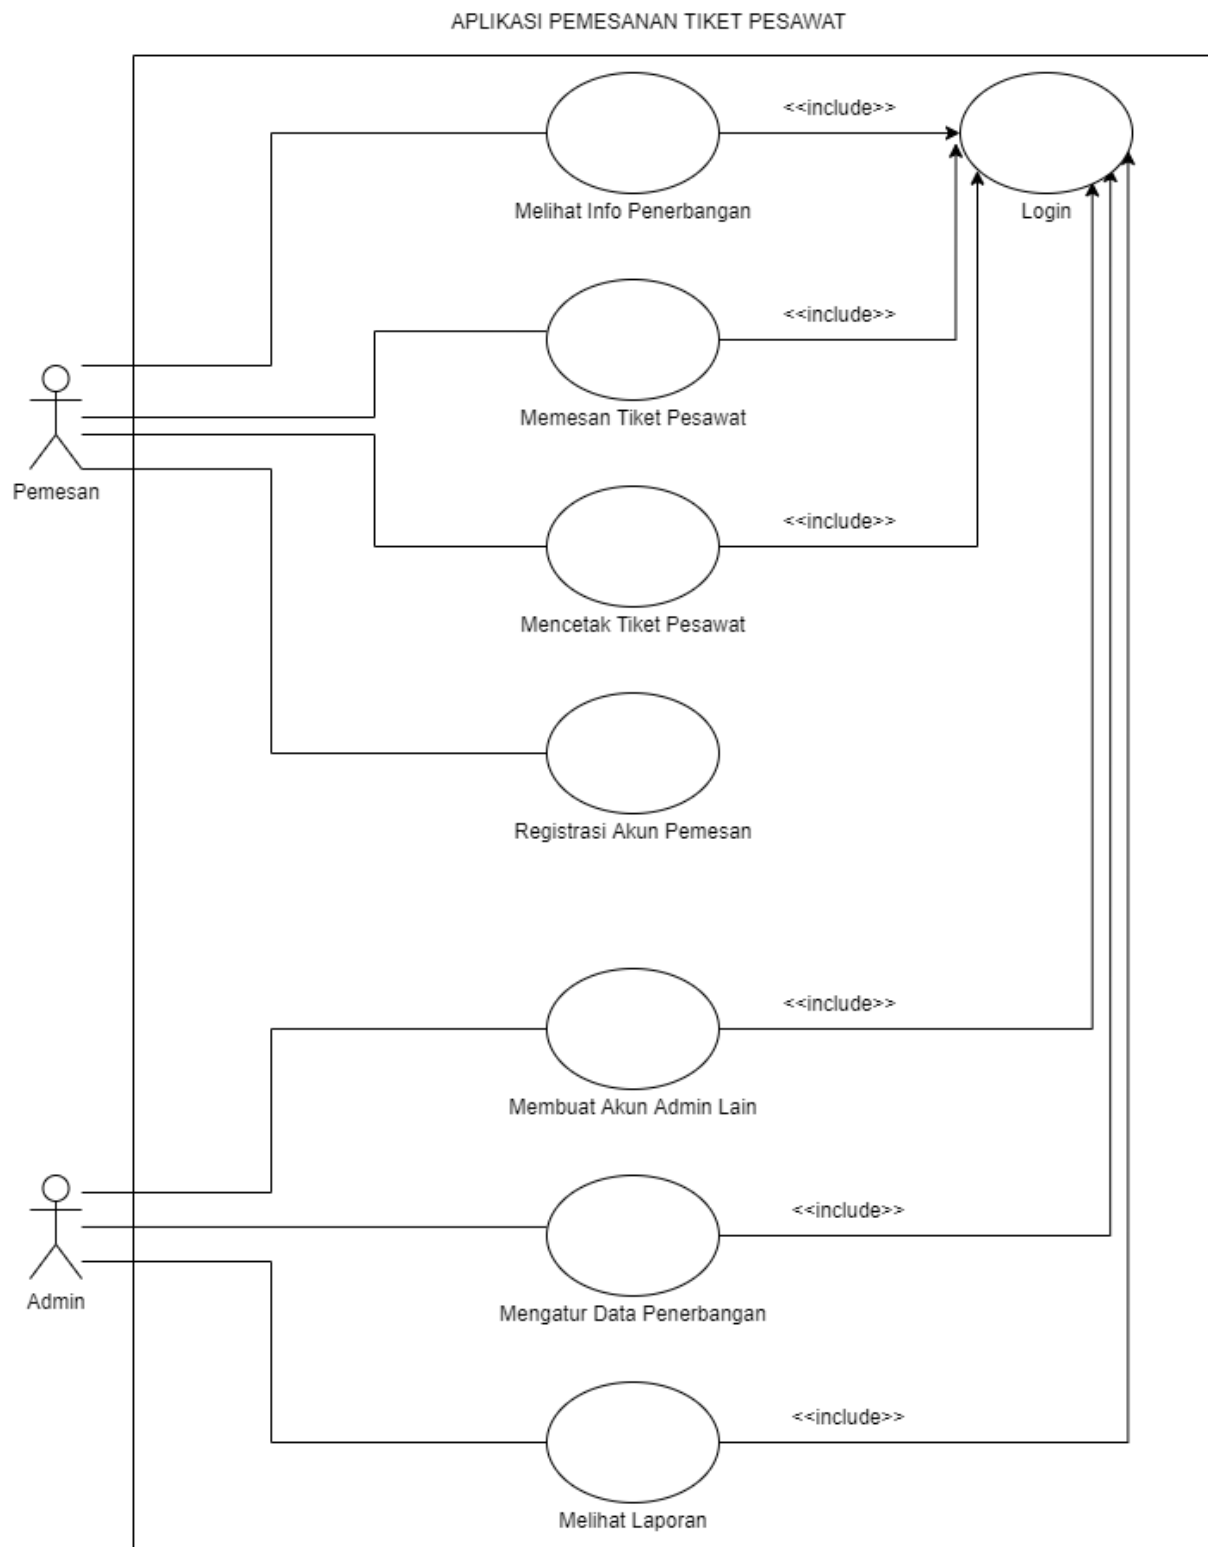 APLIKASI PEMESANAN TIKET PESAWAT
<<include>>
Melihat Info Penerbangan
Login
<<include>>
Memesan Tiket Pesawat
Pemesan
<<include>>
Mencetak Tiket Pesawat
Registrasi Akun Pemesan
<<include>>
Membuat Akun Admin Lain
<<include>>
Admin
Mengatur Data Penerbangan
<<include>>
Melihat Laporan